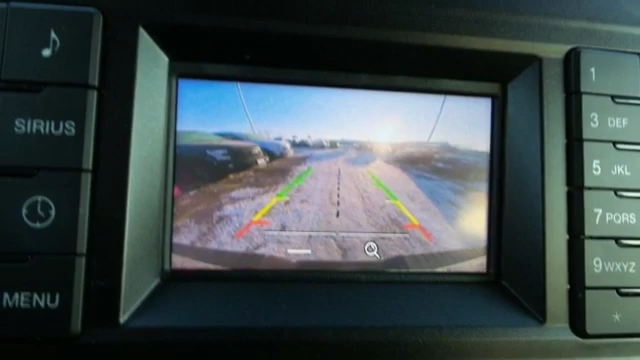 SIRIUS
MENU
1
3 DEF
5 JKL
7 PQRS
9 WXYZ
*